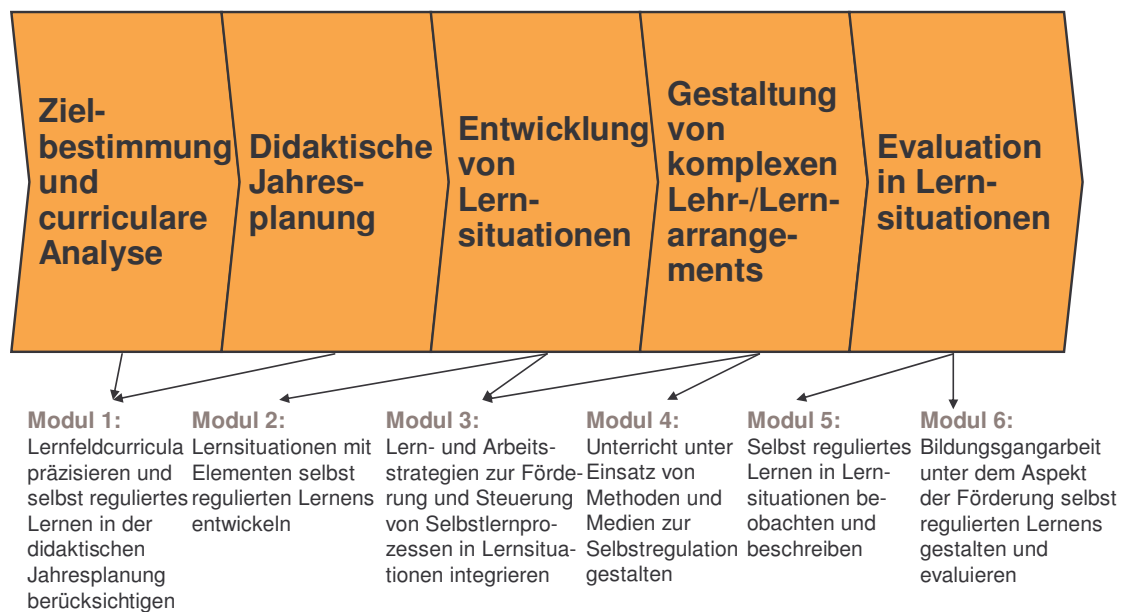 Ziel-
bestimmung
und
curriculare
Analyse
Didaktische
Jahres-
planung
Entwicklung
von
Lern-
situationen
Gestaltung
von
komplexen
Lehr-/Lern-
arrange-
ments
Evaluation
in Lern-
situationen
Modul 1:
Lernfeldcurricula
präzisieren und
selbst reguliertes
Lernen in der
didaktischen
Jahresplanung
berücksichtigen
Modul 2:
Lernsituationen mit
Elementen selbst
regulierten Lernens
entwickeln
Modul 3:
Lern- und Arbeits-
strategien zur Förde-
rung und Steuerung
von Selbstlernpro-
zessen in Lernsitua-
tionen integrieren
Modul 4:
Unterricht unter
Einsatz von
Methoden und
Medien zur
Selbstregulation
gestalten
Modul 5:
Selbst reguliertes
Lernen in Lern-
situationen be-
obachten und
beschreiben
Modul 6:
Bildungsgangarbeit
unter dem Aspekt
der Förderung selbst
regulierten Lernens
gestalten und
evaluieren